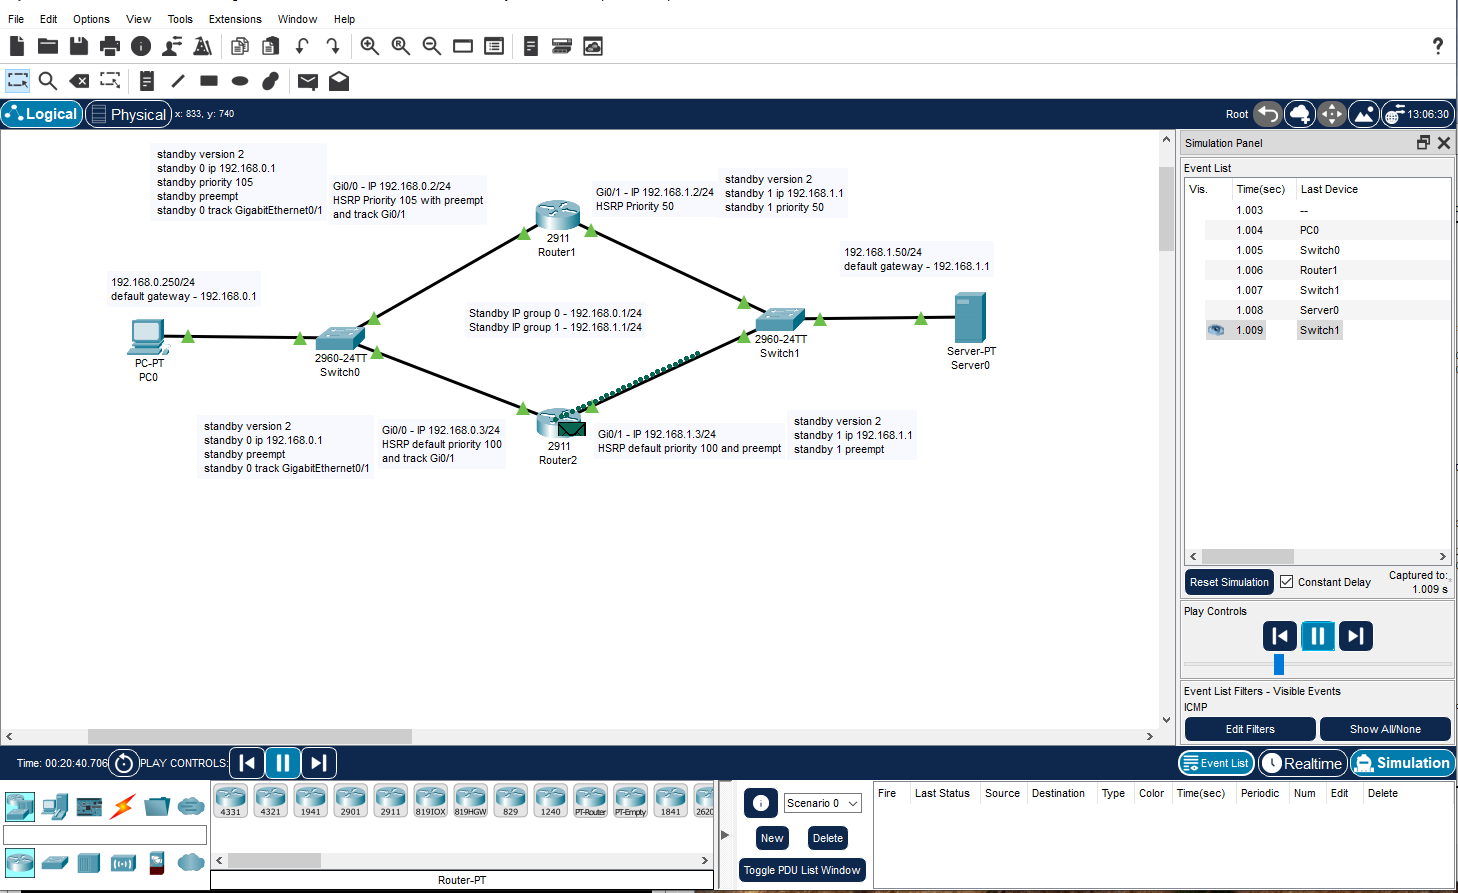 File Edit Options View Tools Extensions Window Help
?
Logical Physical x: 833, y: 740 Root 13:06:30
Simulation Panel
Event List
Vis. Time(sec) Last Device
1.003 --
1.004 PC0
1.005 Switch0
1.006 Router1
1.007 Switch1
1.008 Server0
1.009 Switch1
standby version 2
standby 0 ip 192.168.0.1
standby priority 105
standby preempt
standby 0 track GigabitEthernet0/1
Gi0/0 - IP 192.168.0.2/24
HSRP Priority 105 with preempt
and track Gi0/1
Gi0/1 - IP 192.168.1.2/24
HSRP Priority 50
standby version 2
standby 1 ip 192.168.1.1
standby 1 priority 50
2911
Router1
192.168.1.50/24
default gateway - 192.168.1.1
192.168.0.250/24
default gateway - 192.168.0.1
Standby IP group 0 - 192.168.0.1/24
Standby IP group 1 - 192.168.1.1/24
PC-PT
PC0
2960-24TT
Switch0
2960-24TT
Switch1
Server-PT
Server0
standby version 2
standby 0 ip 192.168.0.1
standby preempt
standby 0 track GigabitEthernet0/1
Gi0/0 - IP 192.168.0.3/24
HSRP default priority 100
and track Gi0/1
2911
Router2
Gi0/1 - IP 192.168.1.3/24
HSRP default priority 100 and preempt
standby version 2
standby 1 ip 192.168.1.1
standby 1 preempt
Reset Simulation Constant Delay Captured to:
1.009 s
Play Controls
Event List Filters - Visible Events
ICMP
Edit Filters Show All/None
Time: 00:20:40.706 PLAY CONTROLS: Event List Realtime Simulation
4331 4321 1941 2901 2911 819IOX 819HGW 829 1240 PT-Router PT-Empty 1841 2620
Router-PT
Scenario 0
New Delete
Toggle PDU List Window
Fire Last Status Source Destination Type Color Time(sec) Periodic Num Edit Delete